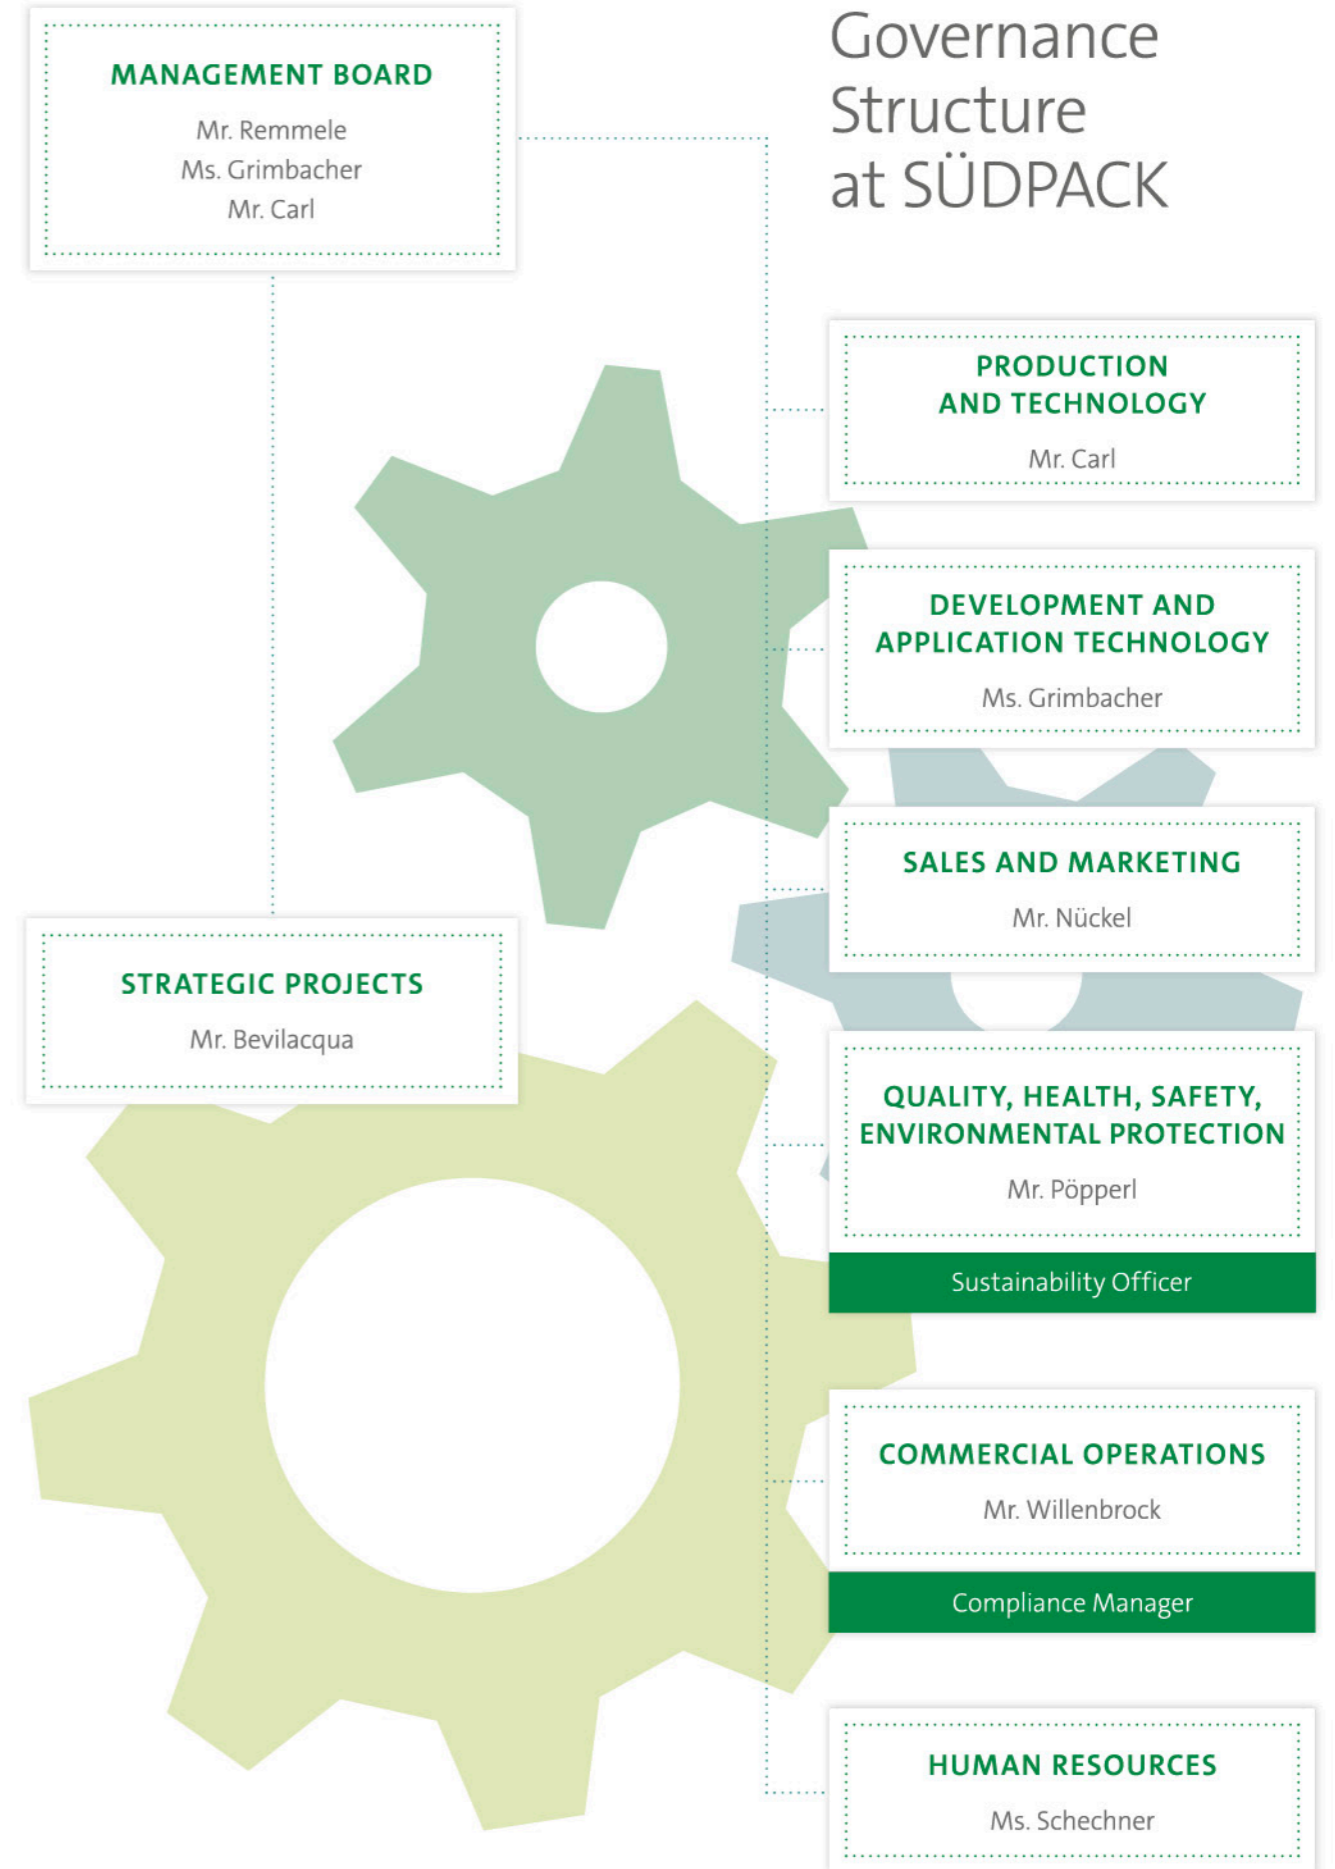 Governance
Structure
at SÜDPACK
MANAGEMENT BOARD
Mr. Remmele
Ms. Grimbacher
Mr. Carl
STRATEGIC PROJECTS
Mr. Bevilacqua
PRODUCTION
AND TECHNOLOGY
Mr. Carl
DEVELOPMENT AND
APPLICATION TECHNOLOGY
Ms. Grimbacher
SALES AND MARKETING
Mr. Nückel
QUALITY, HEALTH, SAFETY,
ENVIRONMENTAL PROTECTION
Mr. Pöpperl
Sustainability Officer
COMMERCIAL OPERATIONS
Mr. Willenbrock
Compliance Manager
HUMAN RESOURCES
Ms. Schechner